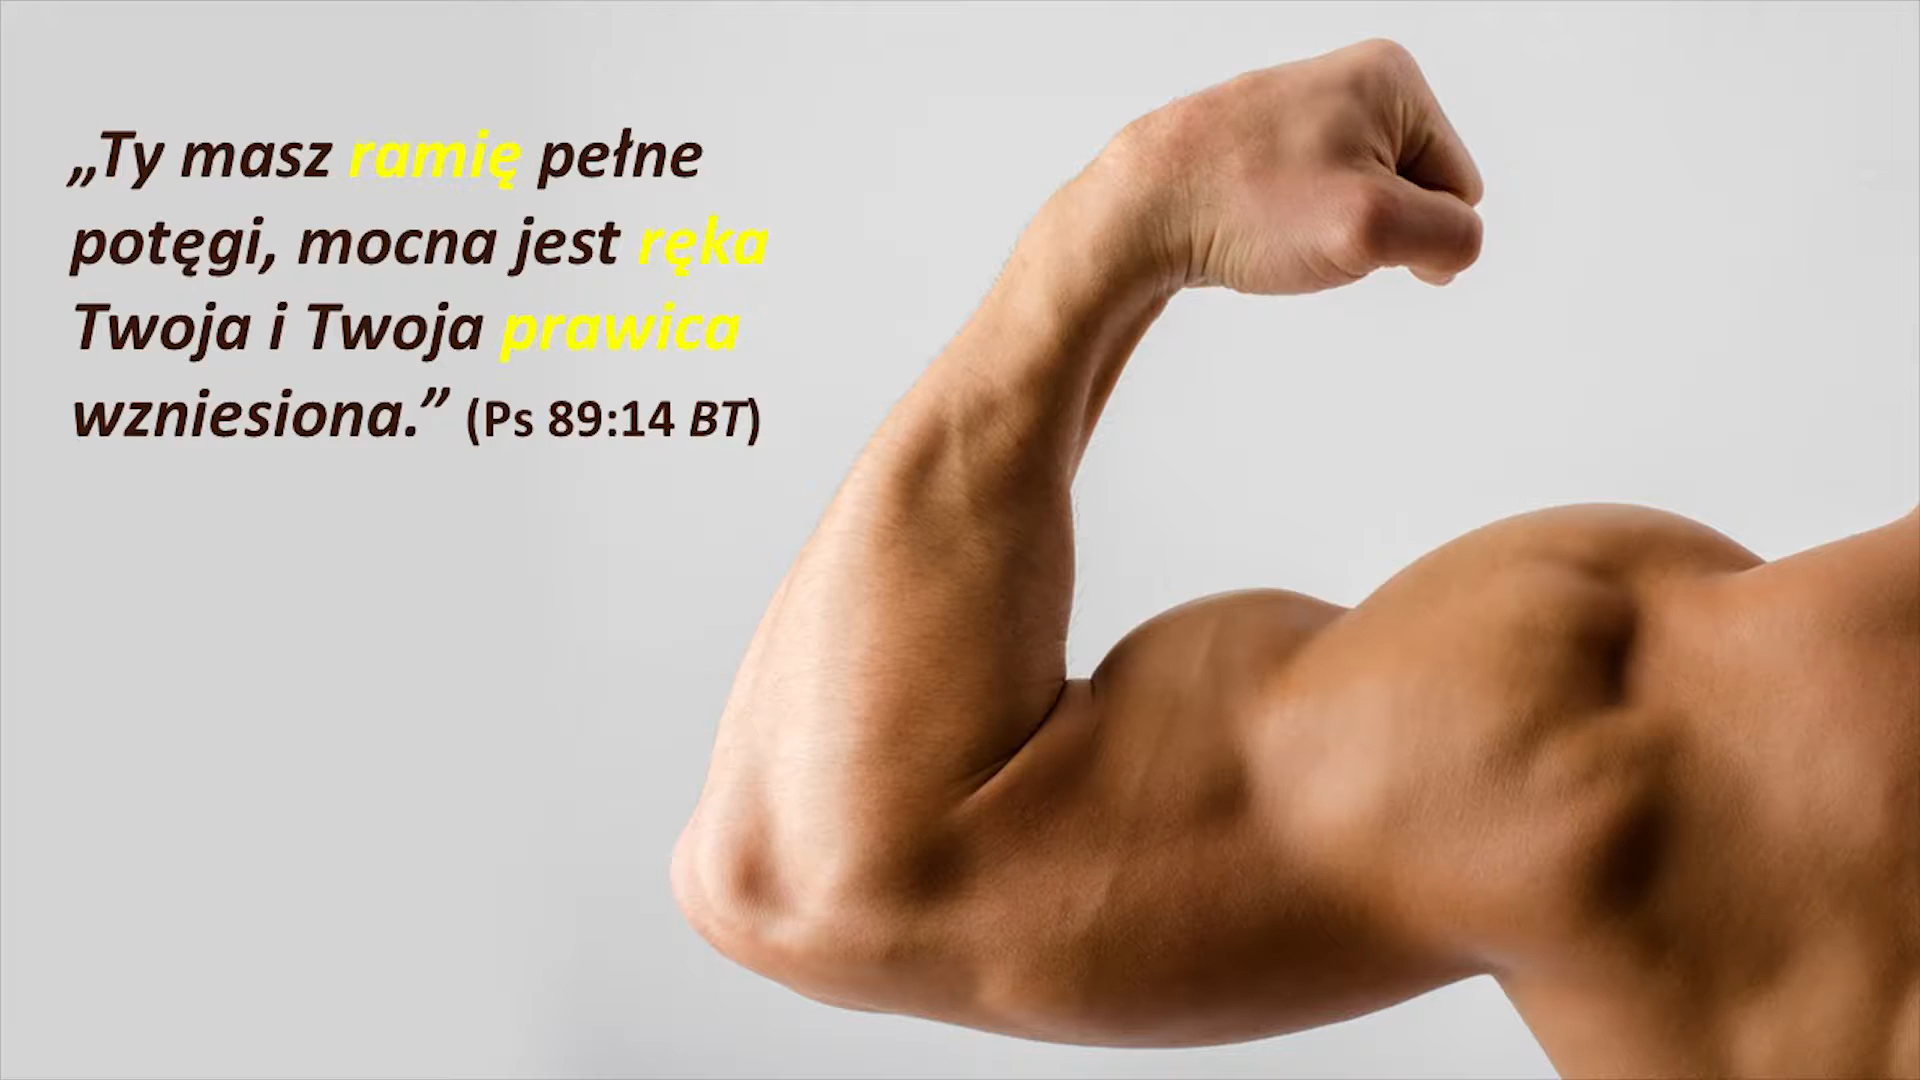 „Ty masz ramię pełne
potęgi, mocna jest ręka
Twoja i Twoja prawica
wzniesiona.” (Ps 89:14 BT)